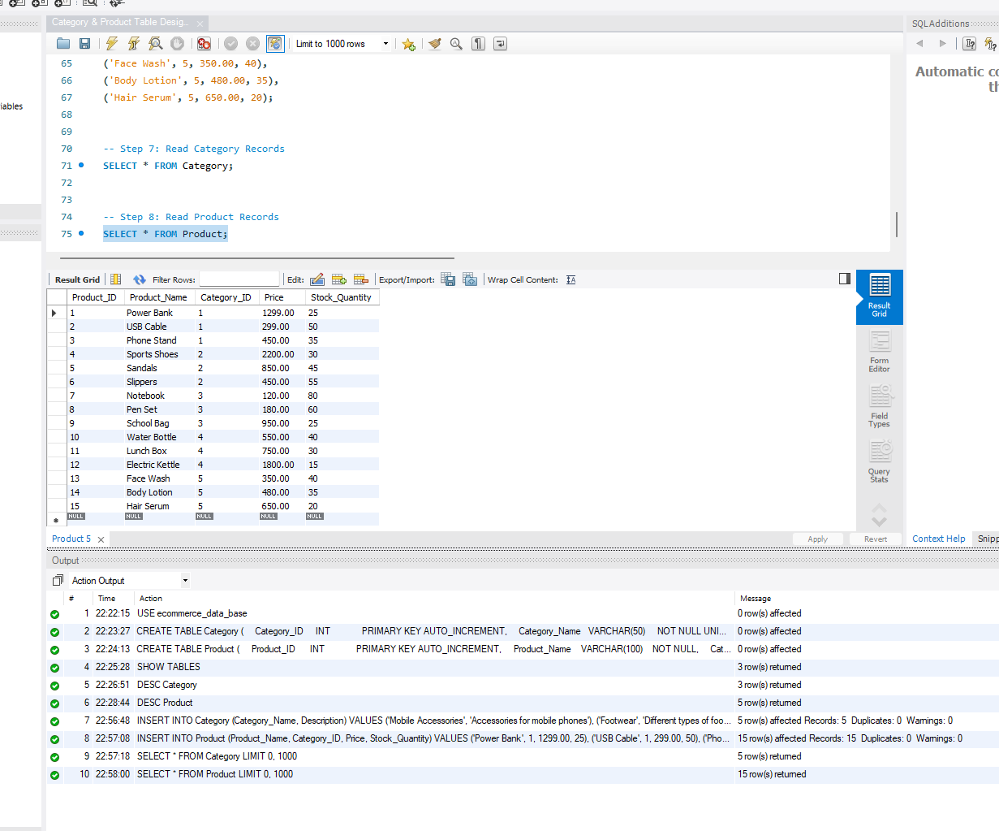 Category & Product Table Desig...
SQLAdditions
Limit to 1000 rows
Automatic co
th
iables
65 ('Face Wash', 5, 350.00, 40),
66 ('Body Lotion', 5, 480.00, 35),
67 ('Hair Serum', 5, 650.00, 20);
68
69
70 -- Step 7: Read Category Records
71 SELECT * FROM Category;
72
73
74 -- Step 8: Read Product Records
75 SELECT * FROM Product;
Result Grid Filter Rows: Edit: Export/Import: Wrap Cell Content:
Product_ID Product_Name Category_ID Price Stock_Quantity
1 Power Bank 1 1299.00 25
2 USB Cable 1 299.00 50
3 Phone Stand 1 450.00 35
4 Sports Shoes 2 2200.00 30
5 Sandals 2 850.00 45
6 Slippers 2 450.00 55
7 Notebook 3 120.00 80
8 Pen Set 3 180.00 60
9 School Bag 3 950.00 25
10 Water Bottle 4 550.00 40
11 Lunch Box 4 750.00 30
12 Electric Kettle 4 1800.00 15
13 Face Wash 5 350.00 40
14 Body Lotion 5 480.00 35
15 Hair Serum 5 650.00 20
NULL NULL NULL NULL NULL
Result
Grid
Form
Editor
Field
Types
Query
Stats
Product 5
Apply Revert
Context Help Snipp
Output
Action Output
# Time Action Message
1 22:22:15 USE ecommerce_data_base 0 row(s) affected
2 22:23:27 CREATE TABLE Category ( Category_ID INT PRIMARY KEY AUTO_INCREMENT, Category_Name VARCHAR(50) NOT NULL UNI... 0 row(s) affected
3 22:24:13 CREATE TABLE Product ( Product_ID INT PRIMARY KEY AUTO_INCREMENT, Product_Name VARCHAR(100) NOT NULL, Cat... 0 row(s) affected
4 22:25:28 SHOW TABLES 3 row(s) returned
5 22:26:51 DESC Category 3 row(s) returned
6 22:28:44 DESC Product 5 row(s) returned
7 22:56:48 INSERT INTO Category (Category_Name, Description) VALUES ('Mobile Accessories', 'Accessories for mobile phones'), ('Footwear', 'Different types of foo... 5 row(s) affected Records: 5 Duplicates: 0 Warnings: 0
8 22:57:08 INSERT INTO Product (Product_Name, Category_ID, Price, Stock_Quantity) VALUES ('Power Bank', 1, 1299.00, 25), ('USB Cable', 1, 299.00, 50), ('Pho... 15 row(s) affected Records: 15 Duplicates: 0 Warnings: 0
9 22:57:18 SELECT * FROM Category LIMIT 0, 1000 5 row(s) returned
10 22:58:00 SELECT * FROM Product LIMIT 0, 1000 15 row(s) returned